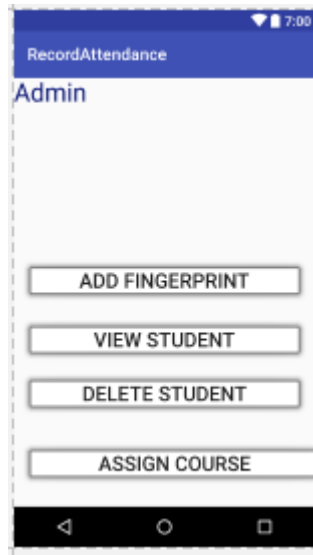 7:00
RecordAttendance
Admin
ADD FINGERPRINT
VIEW STUDENT
DELETE STUDENT
ASSIGN COURSE